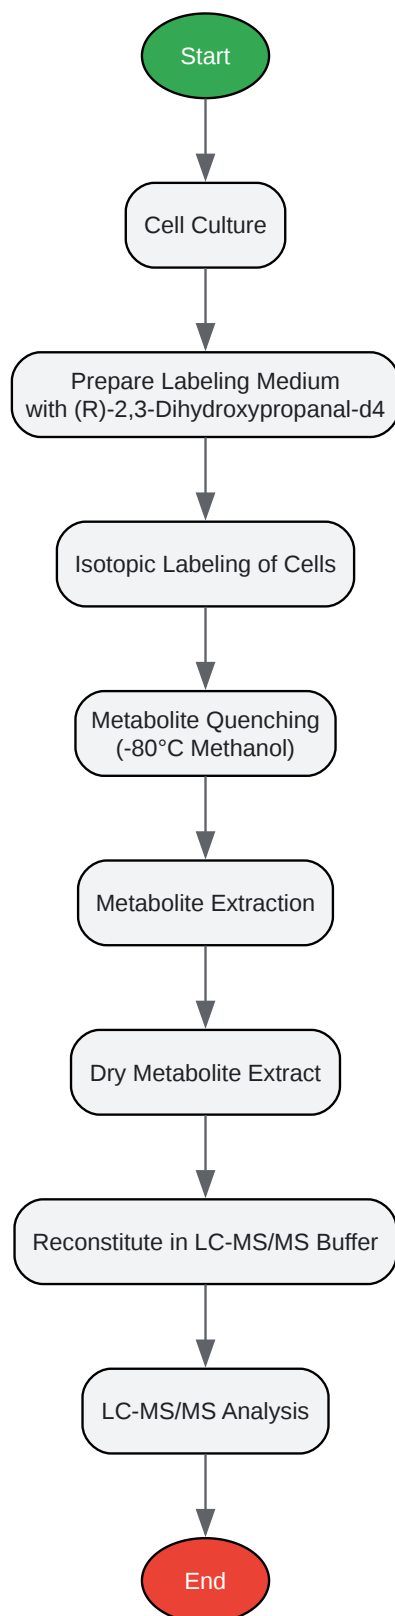 Start
Cell Culture
Prepare Labeling Medium
with (R)-2,3-Dihydroxypropanal-d4
Isotopic Labeling of Cells
Metabolite Quenching
(-80°C Methanol)
Metabolite Extraction
Dry Metabolite Extract
Reconstitute in LC-MS/MS Buffer
LC-MS/MS Analysis
End